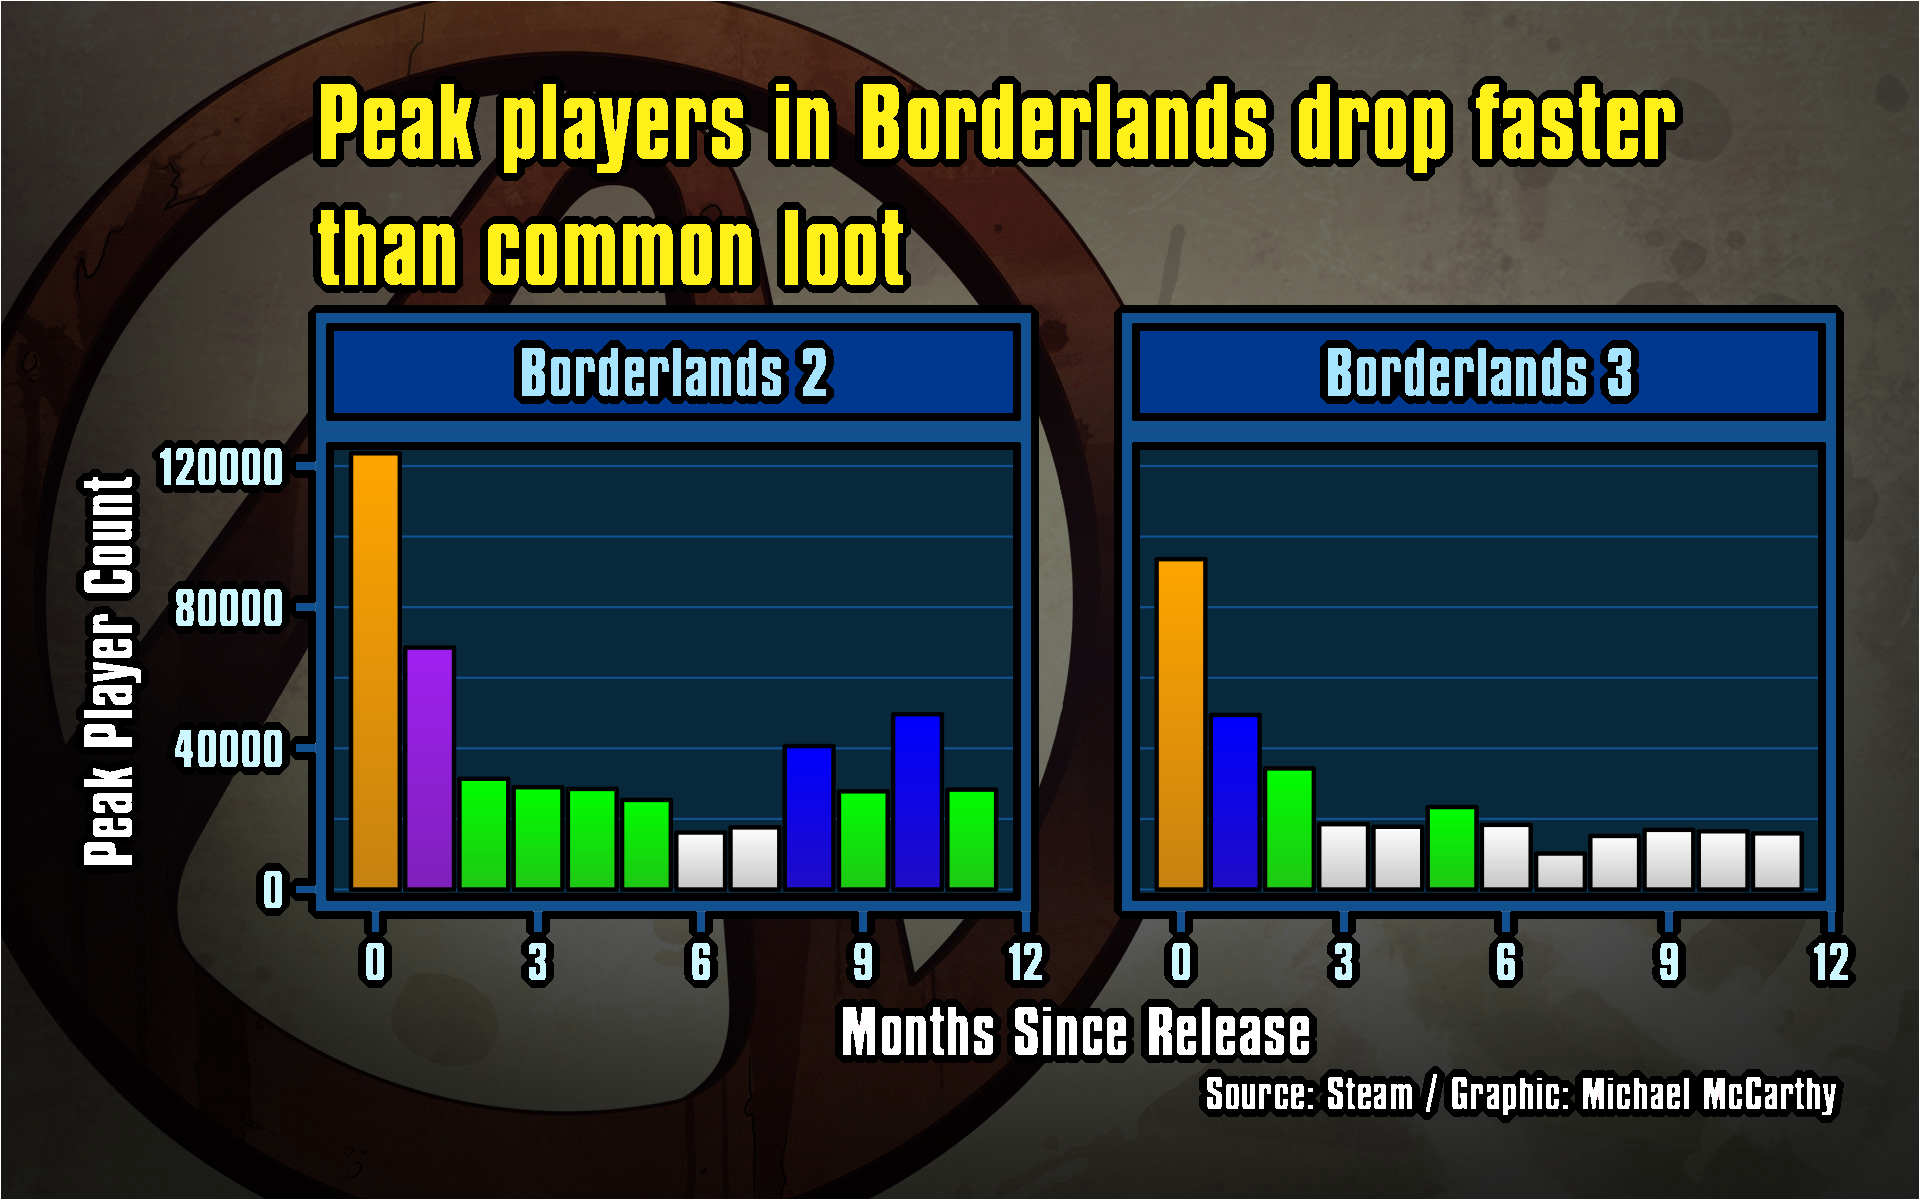 Peak players in Borderlands drop faster
than common loot
Borderlands 2
Borderlands 3
Peak Player Count
120000
80000
40000
0
0 3 6 9 12
0 3 6 9 12
Months Since Release
Source: Steam / Graphic: Michael McCarthy